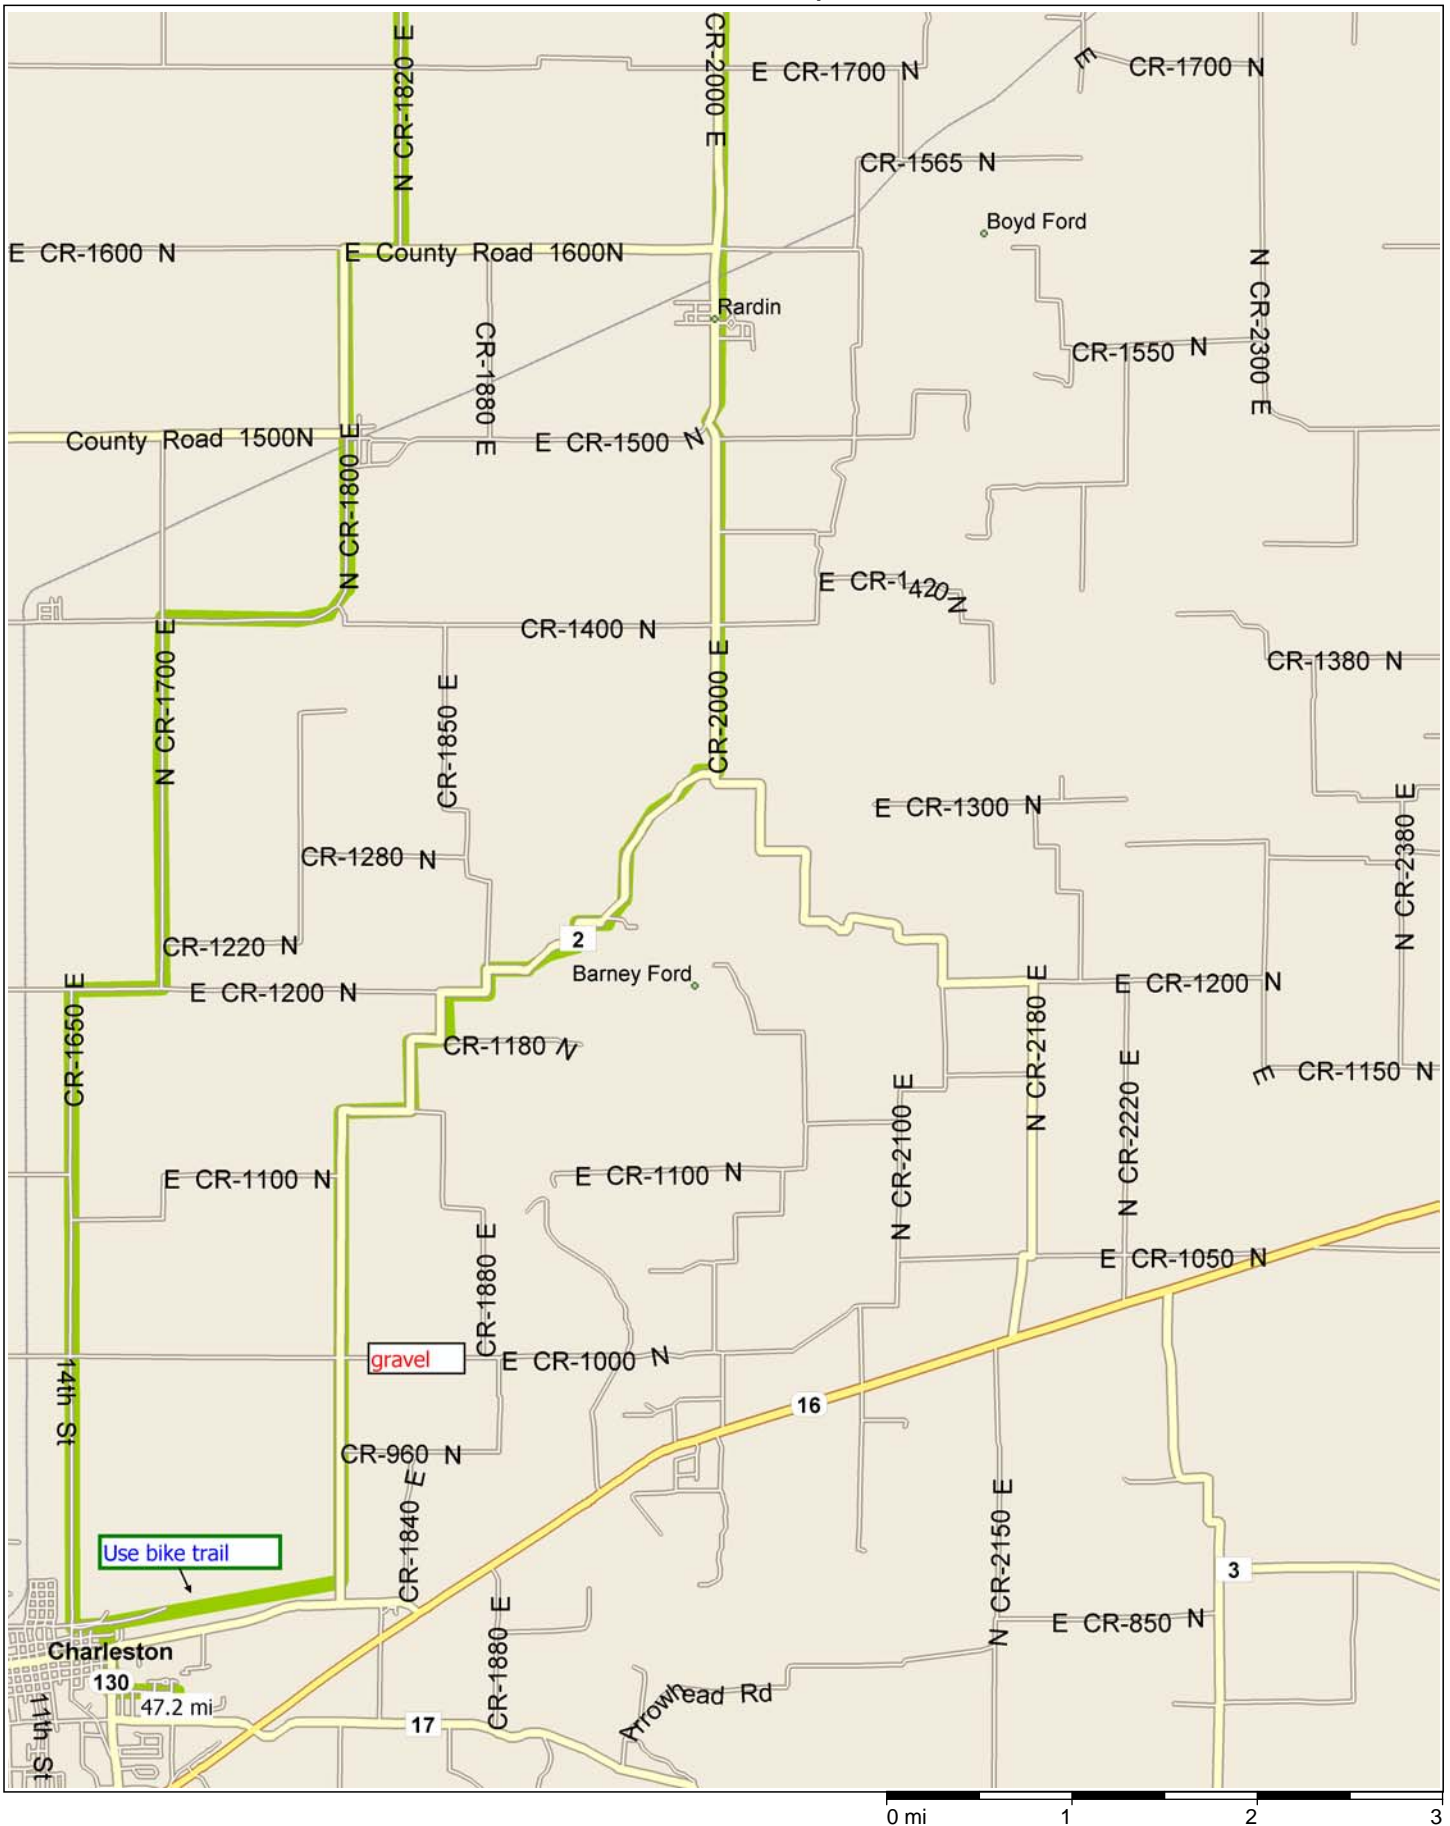 N CR-1820 E
CR-2000 E
E CR-1700 N
E
CR-1700 N
CR-1565 N
Boyd Ford
E CR-1600 N
E County Road 1600N
N CR-2300 E
Rardin
CR-1880 E
CR-1550 N
County Road 1500N
E CR-1500 N
N CR-1800 E
E CR-1420 N
CR-1400 N
N CR-1700 E
CR-1850 E
CR-2000 E
CR-1380 N
E CR-1300 N
N CR-2380 E
CR-1280 N
2
CR-1220 N
Barney Ford
E CR-1200 N
E CR-1200 N
CR-1650 E
N CR-2180 E
CR-1180 N
N CR-2220 E
E CR-1150 N
N CR-2100 E
E CR-1100 N
E CR-1100 N
CR-1880 E
E CR-1050 N
gravel
E CR-1000 N
14th St
16
CR-960 N
CR-1840 E
N CR-2150 E
Use bike trail
3
CR-1880 E
E CR-850 N
Charleston
130
47.2 mi
11th St
17
Arrowhead Rd
0 mi 1 2 3